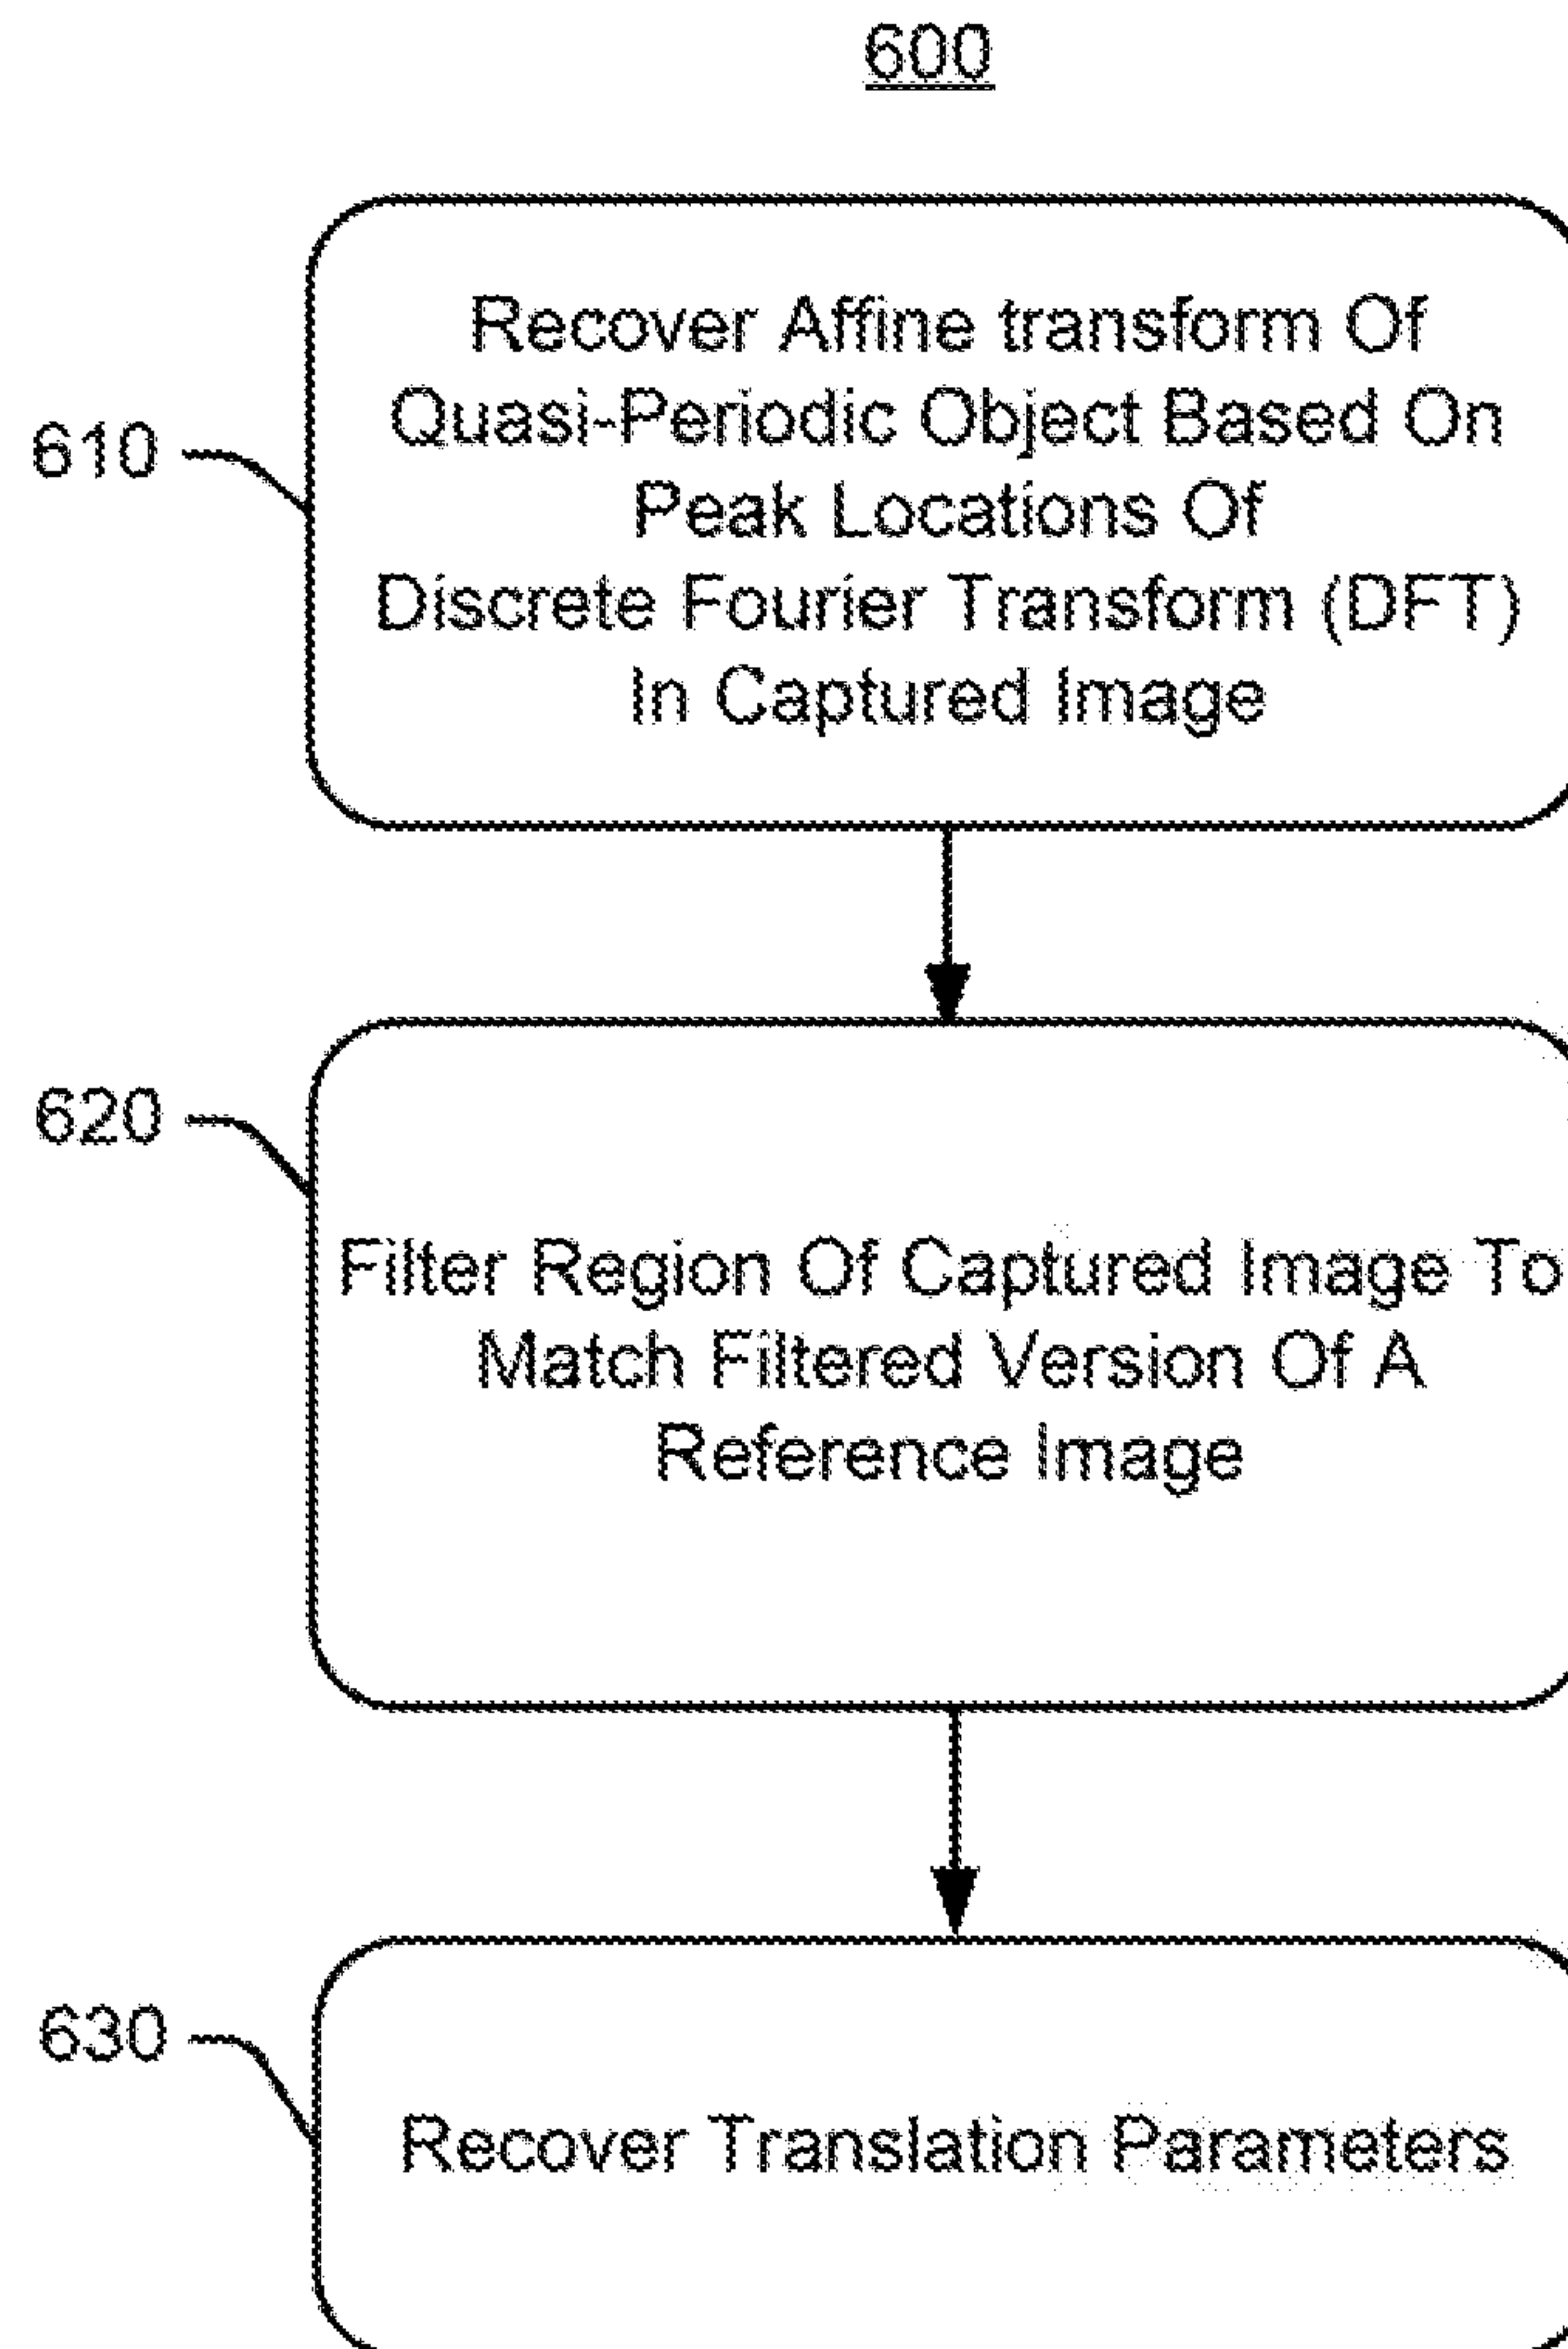 600
610
Recover Affine transform Of
Quasi-Periodic Object Based On
Peak Locations Of
Discrete Fourier Transform (DFT)
In Captured Image
620
Filter Region Of Captured Image To
Match Filtered Version Of A
Reference Image
630
Recover Translation Parameters